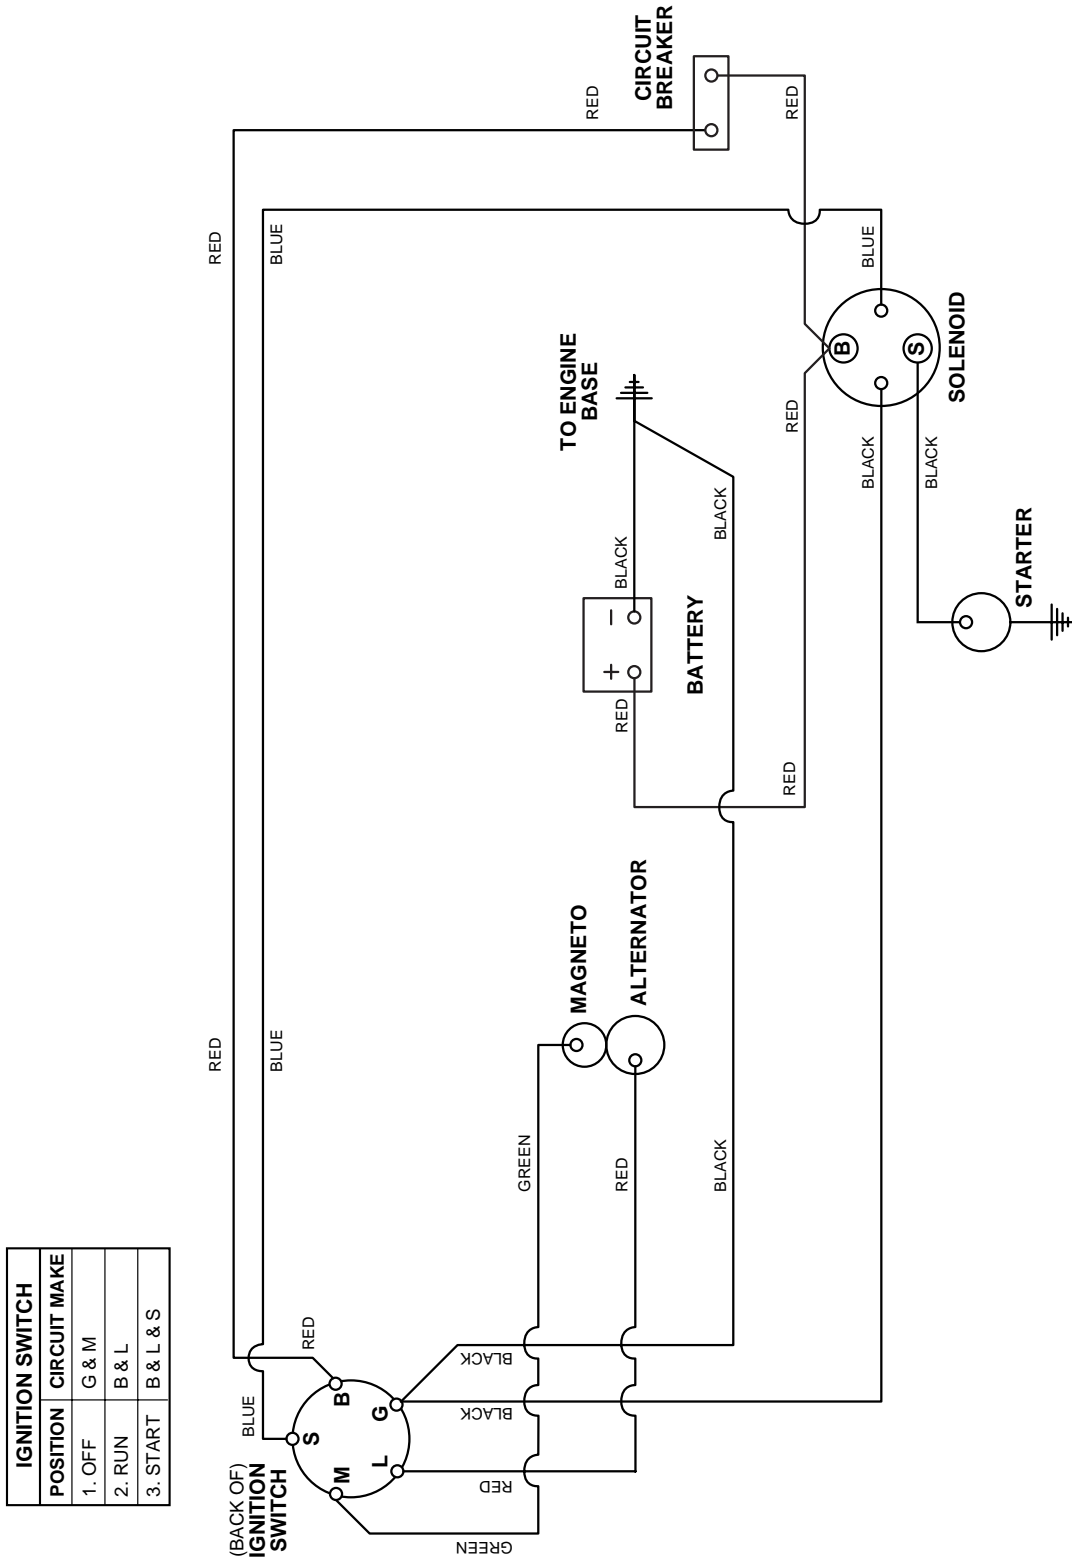 IGNITION SWITCH
POSITION CIRCUIT MAKE
1. OFF G & M
2. RUN B & L
3. START B & L & S
(BACK OF)
IGNITION
SWITCH
BLUE
RED
RED
BLUE
RED
BLUE
RED
CIRCUIT
BREAKER
RED
M
S
B
L
G
GREEN
RED
BLACK
BLACK
GREEN
MAGNETO
RED
ALTERNATOR
BLACK
TO ENGINE
BASE
BLACK
RED
+
−
BATTERY
BLACK
RED
RED
BLACK
BLUE
B
S
SOLENOID
BLACK
STARTER